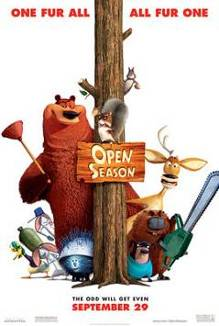 ONE FUR ALL ALL FUR ONE
OPEN
SEASON
THE ODD WILL GET EVEN
SEPTEMBER 29